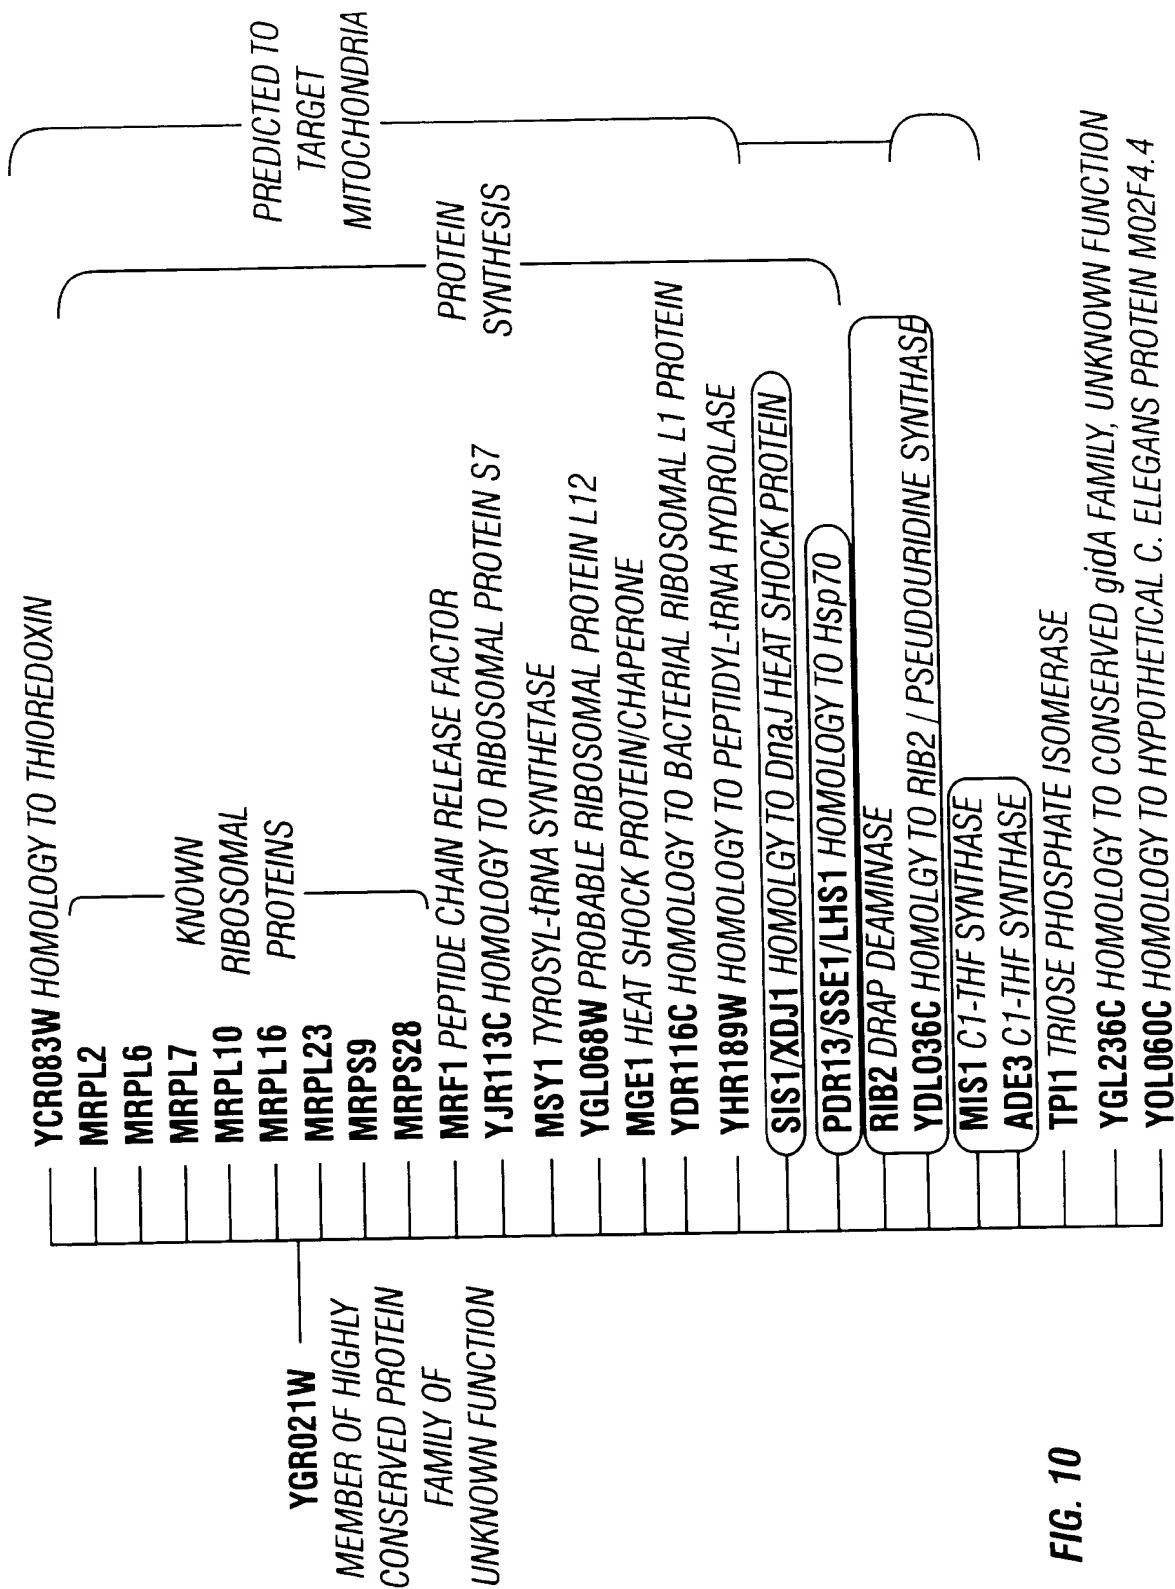 YGR021W
MEMBER OF HIGHLY
CONSERVED PROTEIN
FAMILY OF
UNKNOWN FUNCTION
YCR083W HOMOLOGY TO THIOREDOXIN
MRPL2
MRPL6
MRPL7
MRPL10
MRPL16
MRPL23
MRPS9
MRPS28
KNOWN
RIBOSOMAL
PROTEINS
MRF1 PEPTIDE CHAIN RELEASE FACTOR
YJR113C HOMOLOGY TO RIBOSOMAL PROTEIN S7
MSY1 TYROSYL-tRNA SYNTHETASE
YGL068W PROBABLE RIBOSOMAL PROTEIN L12
MGE1 HEAT SHOCK PROTEIN/CHAPERONE
YDR116C HOMOLOGY TO BACTERIAL RIBOSOMAL L1 PROTEIN
YHR189W HOMOLOGY TO PEPTIDYL-tRNA HYDROLASE
SIS1/XDJ1 HOMOLGY TO DnaJ HEAT SHOCK PROTEIN
PDR13/SSE1/LHS1 HOMOLOGY TO HSp70
RIB2 DRAP DEAMINASE
YDL036C HOMOLGY TO RIB2 / PSEUDOURIDINE SYNTHASE
MIS1 C1-THF SYNTHASE
ADE3 C1-THF SYNTHASE
TPI1 TRIOSE PHOSPHATE ISOMERASE
YGL236C HOMOLOGY TO CONSERVED gidA FAMILY, UNKNOWN FUNCTION
YOL060C HOMOLOGY TO HYPOTHETICAL C. ELEGANS PROTEIN M02F4.4
PROTEIN
SYNTHESIS
PREDICTED TO
TARGET
MITOCHONDRIA
FIG. 10